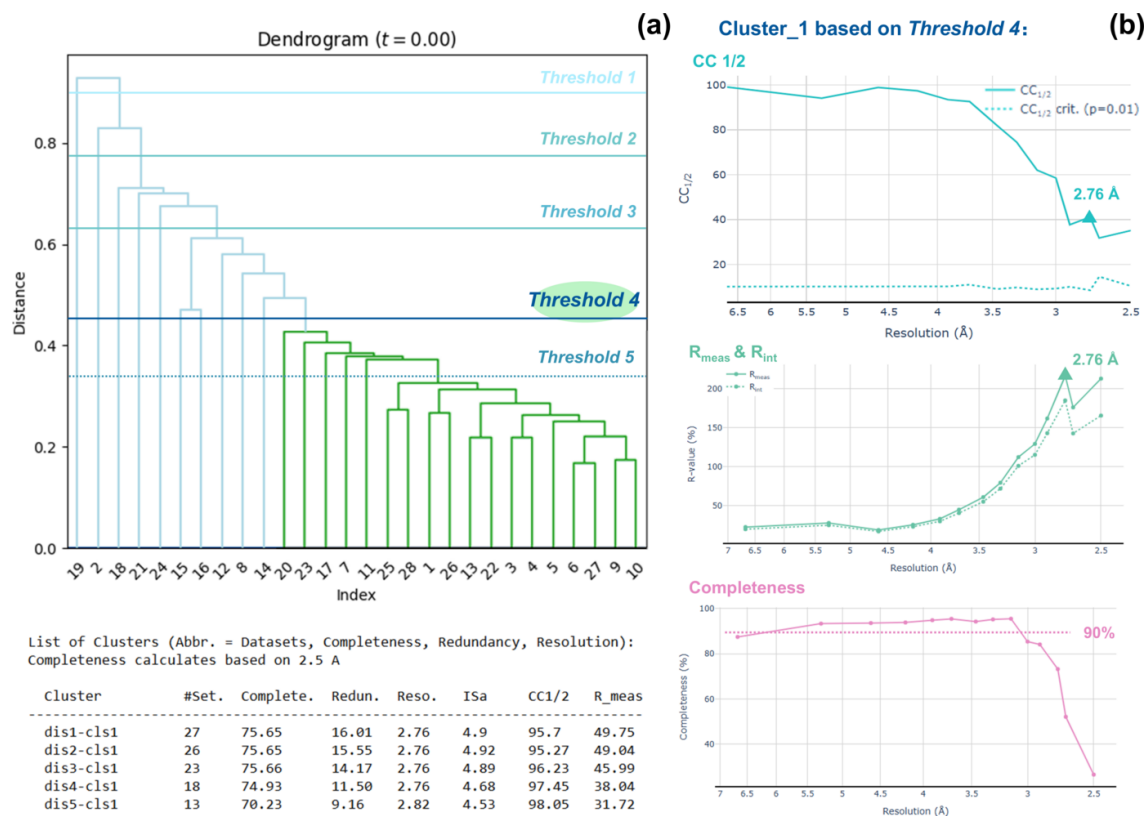 (a)
Dendrogram (t = 0.00)
Threshold 1
Threshold 2
Threshold 3
Threshold 4
Threshold 5
Distance
0.8
0.6
0.4
0.2
0.0
19 2 18 21 24 15 16 12 8 14 20 23 17 7 11 25 28 1 26 13 22 3 4 5 6 27 9 10
Index
List of Clusters (Abbr. = Datasets, Completeness, Redundancy, Resolution):
Completeness calculates based on 2.5 A
Cluster #Set. Complete. Redun. Reso. ISa CC1/2 R_meas
------------------------------------------------------------------------
dis1-cls1 27 75.65 16.01 2.76 4.9 95.7 49.75
dis2-cls1 26 75.65 15.55 2.76 4.92 95.27 49.04
dis3-cls1 23 75.66 14.17 2.76 4.89 96.23 45.99
dis4-cls1 18 74.93 11.50 2.76 4.68 97.45 38.04
dis5-cls1 13 70.23 9.16 2.82 4.53 98.05 31.72
(b)
Cluster_1 based on Threshold 4:
CC 1/2
CC1/2
CC1/2 crit. (p=0.01)
2.76 Å
CC1/2
100
80
60
40
20
6.5 6 5.5 5 4.5 4 3.5 3 2.5
Resolution (Å)
Rmeas & Rint
Rmeas
Rint
2.76 Å
R-value (%)
200
150
100
50
7 6.5 6 5.5 5 4.5 4 3.5 3 2.5
Resolution (Å)
Completeness
90%
Completeness (%)
100
80
60
40
7 6.5 6 5.5 5 4.5 4 3.5 3 2.5
Resolution (Å)